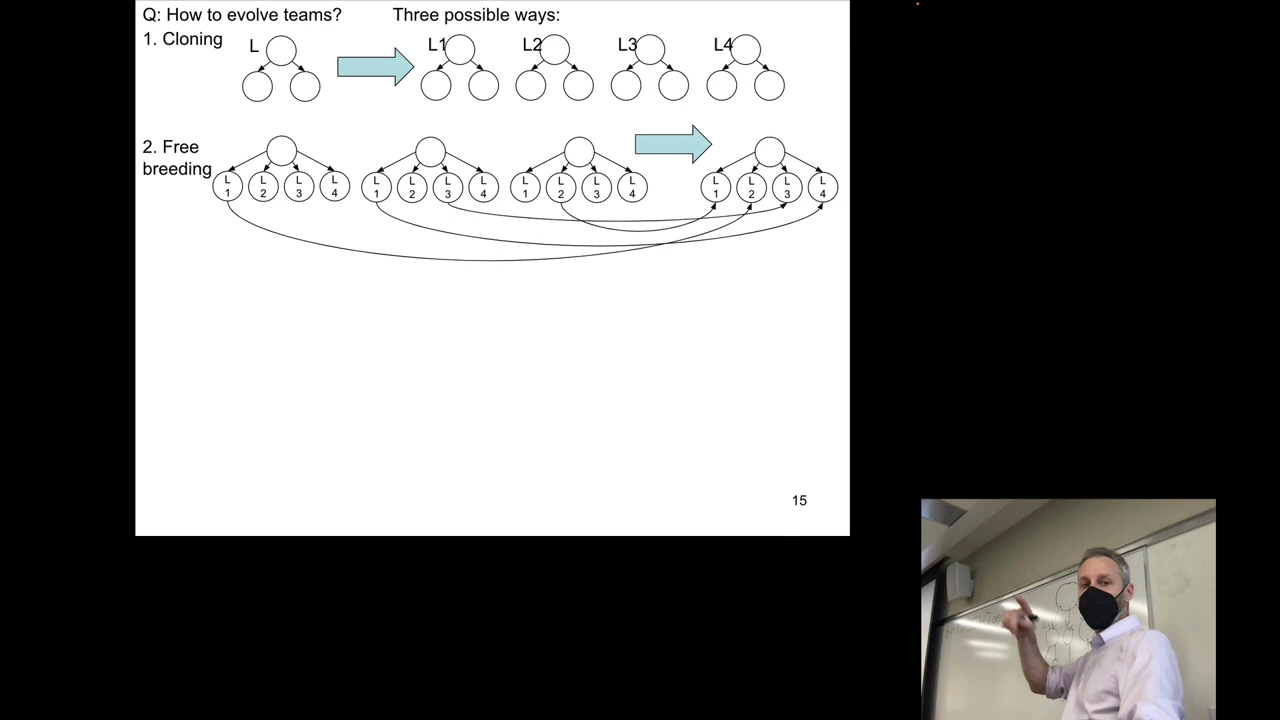 Q: How to evolve teams? Three possible ways:
1. Cloning
L L1 L2 L3 L4
2. Free
breeding
L L L L L L L L L L L L L L L L
1 2 3 4 1 2 3 4 1 2 3 4 1 2 3 4
15